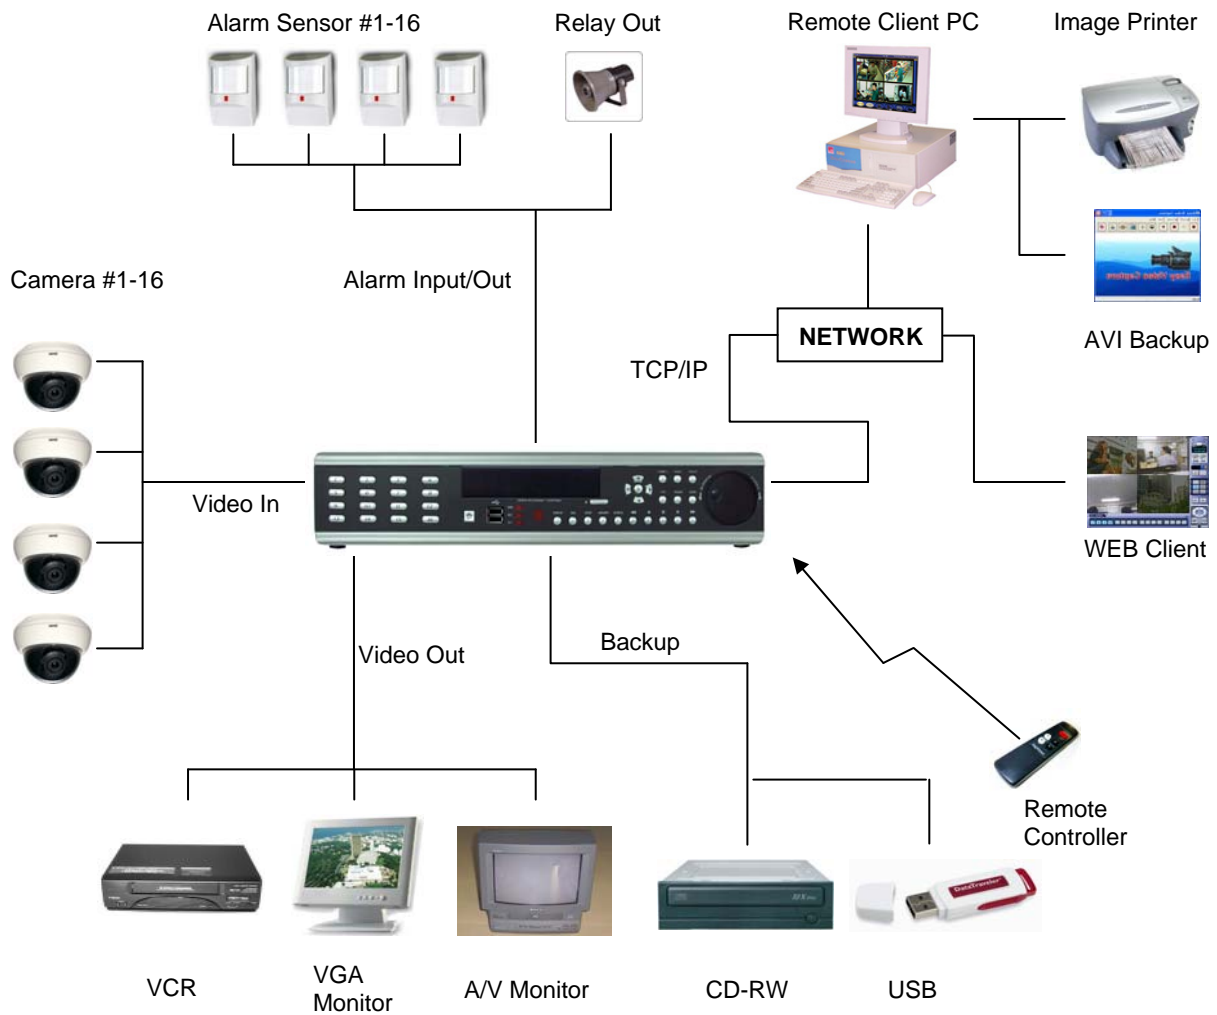 Alarm Sensor #1-16
Relay Out
Remote Client PC
Image Printer
Camera #1-16
Alarm Input/Out
NETWORK
TCP/IP
AVI Backup
Video In
WEB Client
Video Out
Backup
Remote
Controller
DataTraveler
VCR
VGA
Monitor
A/V Monitor
CD-RW
USB